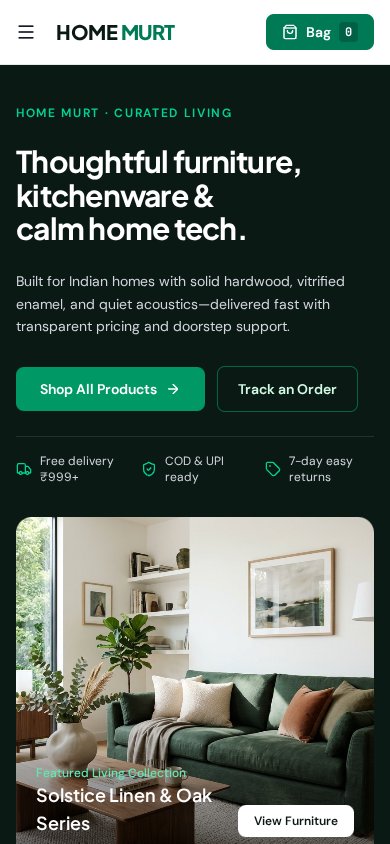 HOME MURT
Bag 0
HOME MURT · CURATED LIVING
Thoughtful furniture,
kitchenware &
calm home tech.
Built for Indian homes with solid hardwood, vitrified
enamel, and quiet acoustics—delivered fast with
transparent pricing and doorstep support.
Shop All Products →
Track an Order
Free delivery
₹999+
COD & UPI
ready
7-day easy
returns
Featured Living Collection
Solstice Linen & Oak
Series
View Furniture